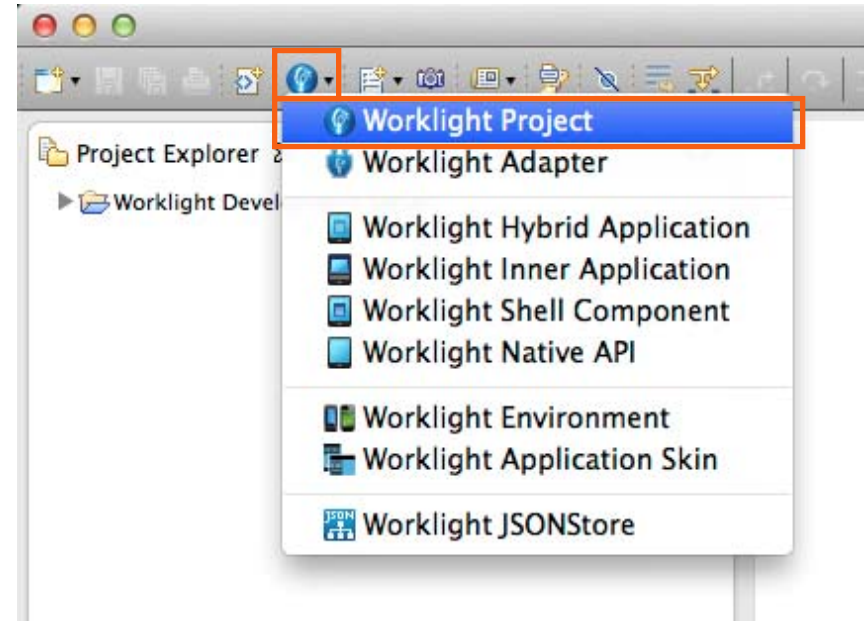 Worklight Project
Project Explorer
Worklight Adapter
Worklight Devel
Worklight Hybrid Application
Worklight Inner Application
Worklight Shell Component
Worklight Native API
Worklight Environment
Worklight Application Skin
JSON
Worklight JSONStore